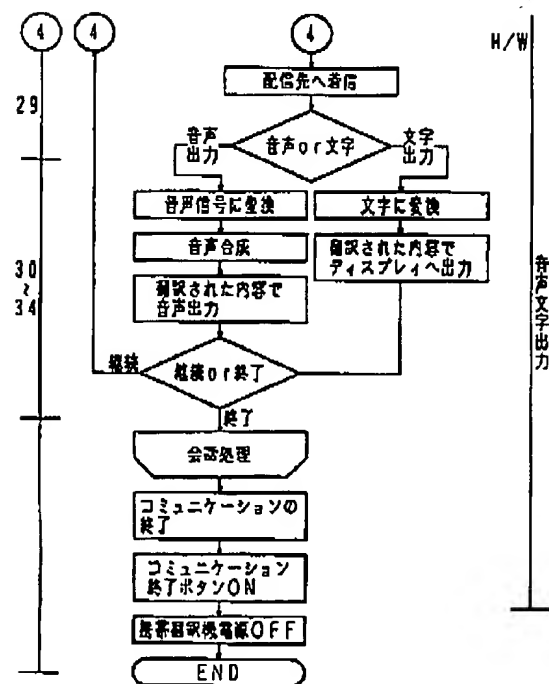 4
4
4
H/W
配信先へ着信
29
音声or文字
音声
出力
文字
出力
音声信号に変換
文字に変換
音声合成
翻訳された内容で
ディスプレィへ出力
30
~
34
翻訳された内容で
音声出力
音声文字出力
継続
継続or終了
終了
会話処理
コミュニケーションの
終了
コミュニケーション
終了ボタンON
携帯翻訳機電源OFF
END